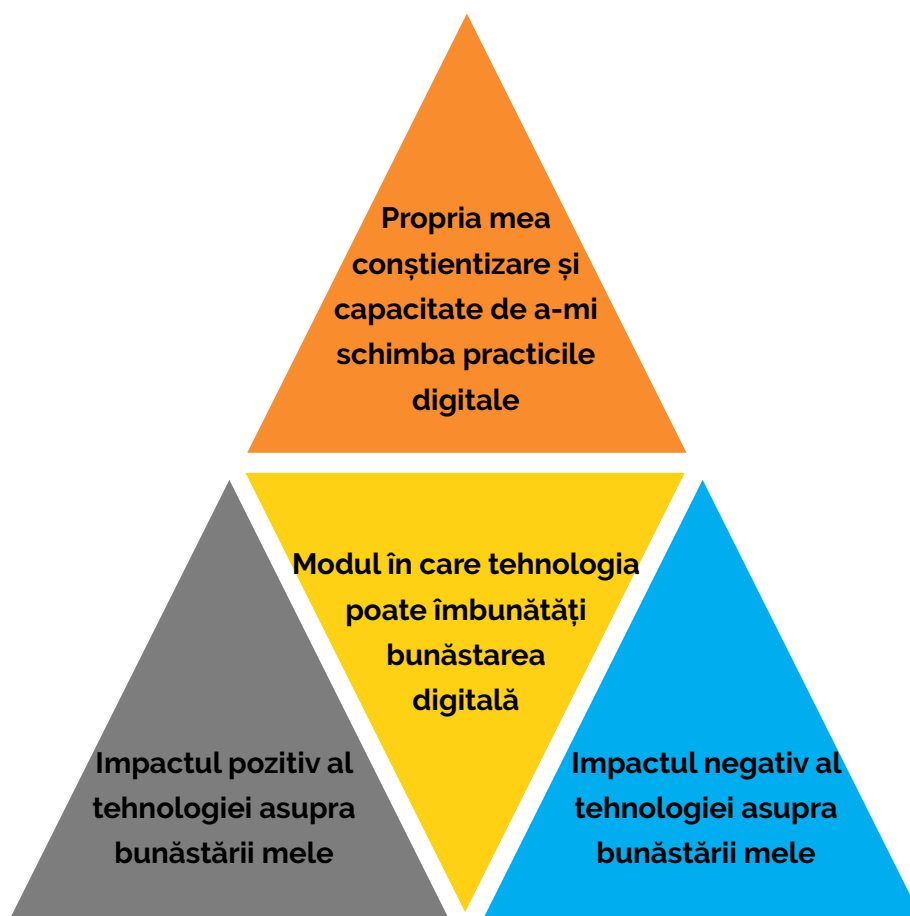 Propria mea
conștientizare și
capacitate de a-mi
schimba practicile
digitale
Modul în care tehnologia
poate îmbunătăți
bunăstarea
digitală
Impactul pozitiv al
tehnologiei asupra
bunăstării mele
Impactul negativ al
tehnologiei asupra
bunăstării mele